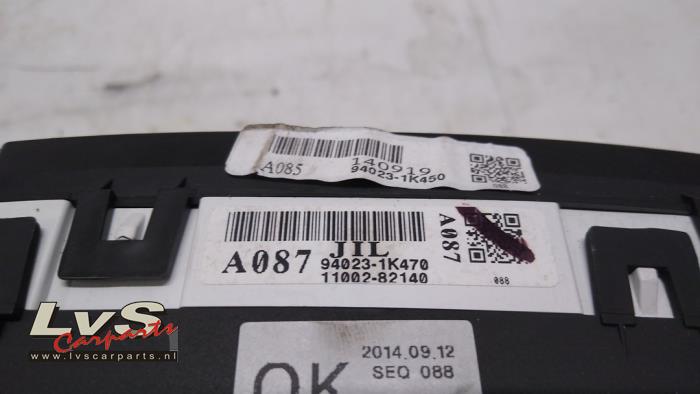 140919
A085
94023-1K450
088
JIL
A087
94023-1K470
11002-82140
A087
088
OK
2014.09.12
SEQ 088
LvS
Carparts
www.lvscarparts.nl